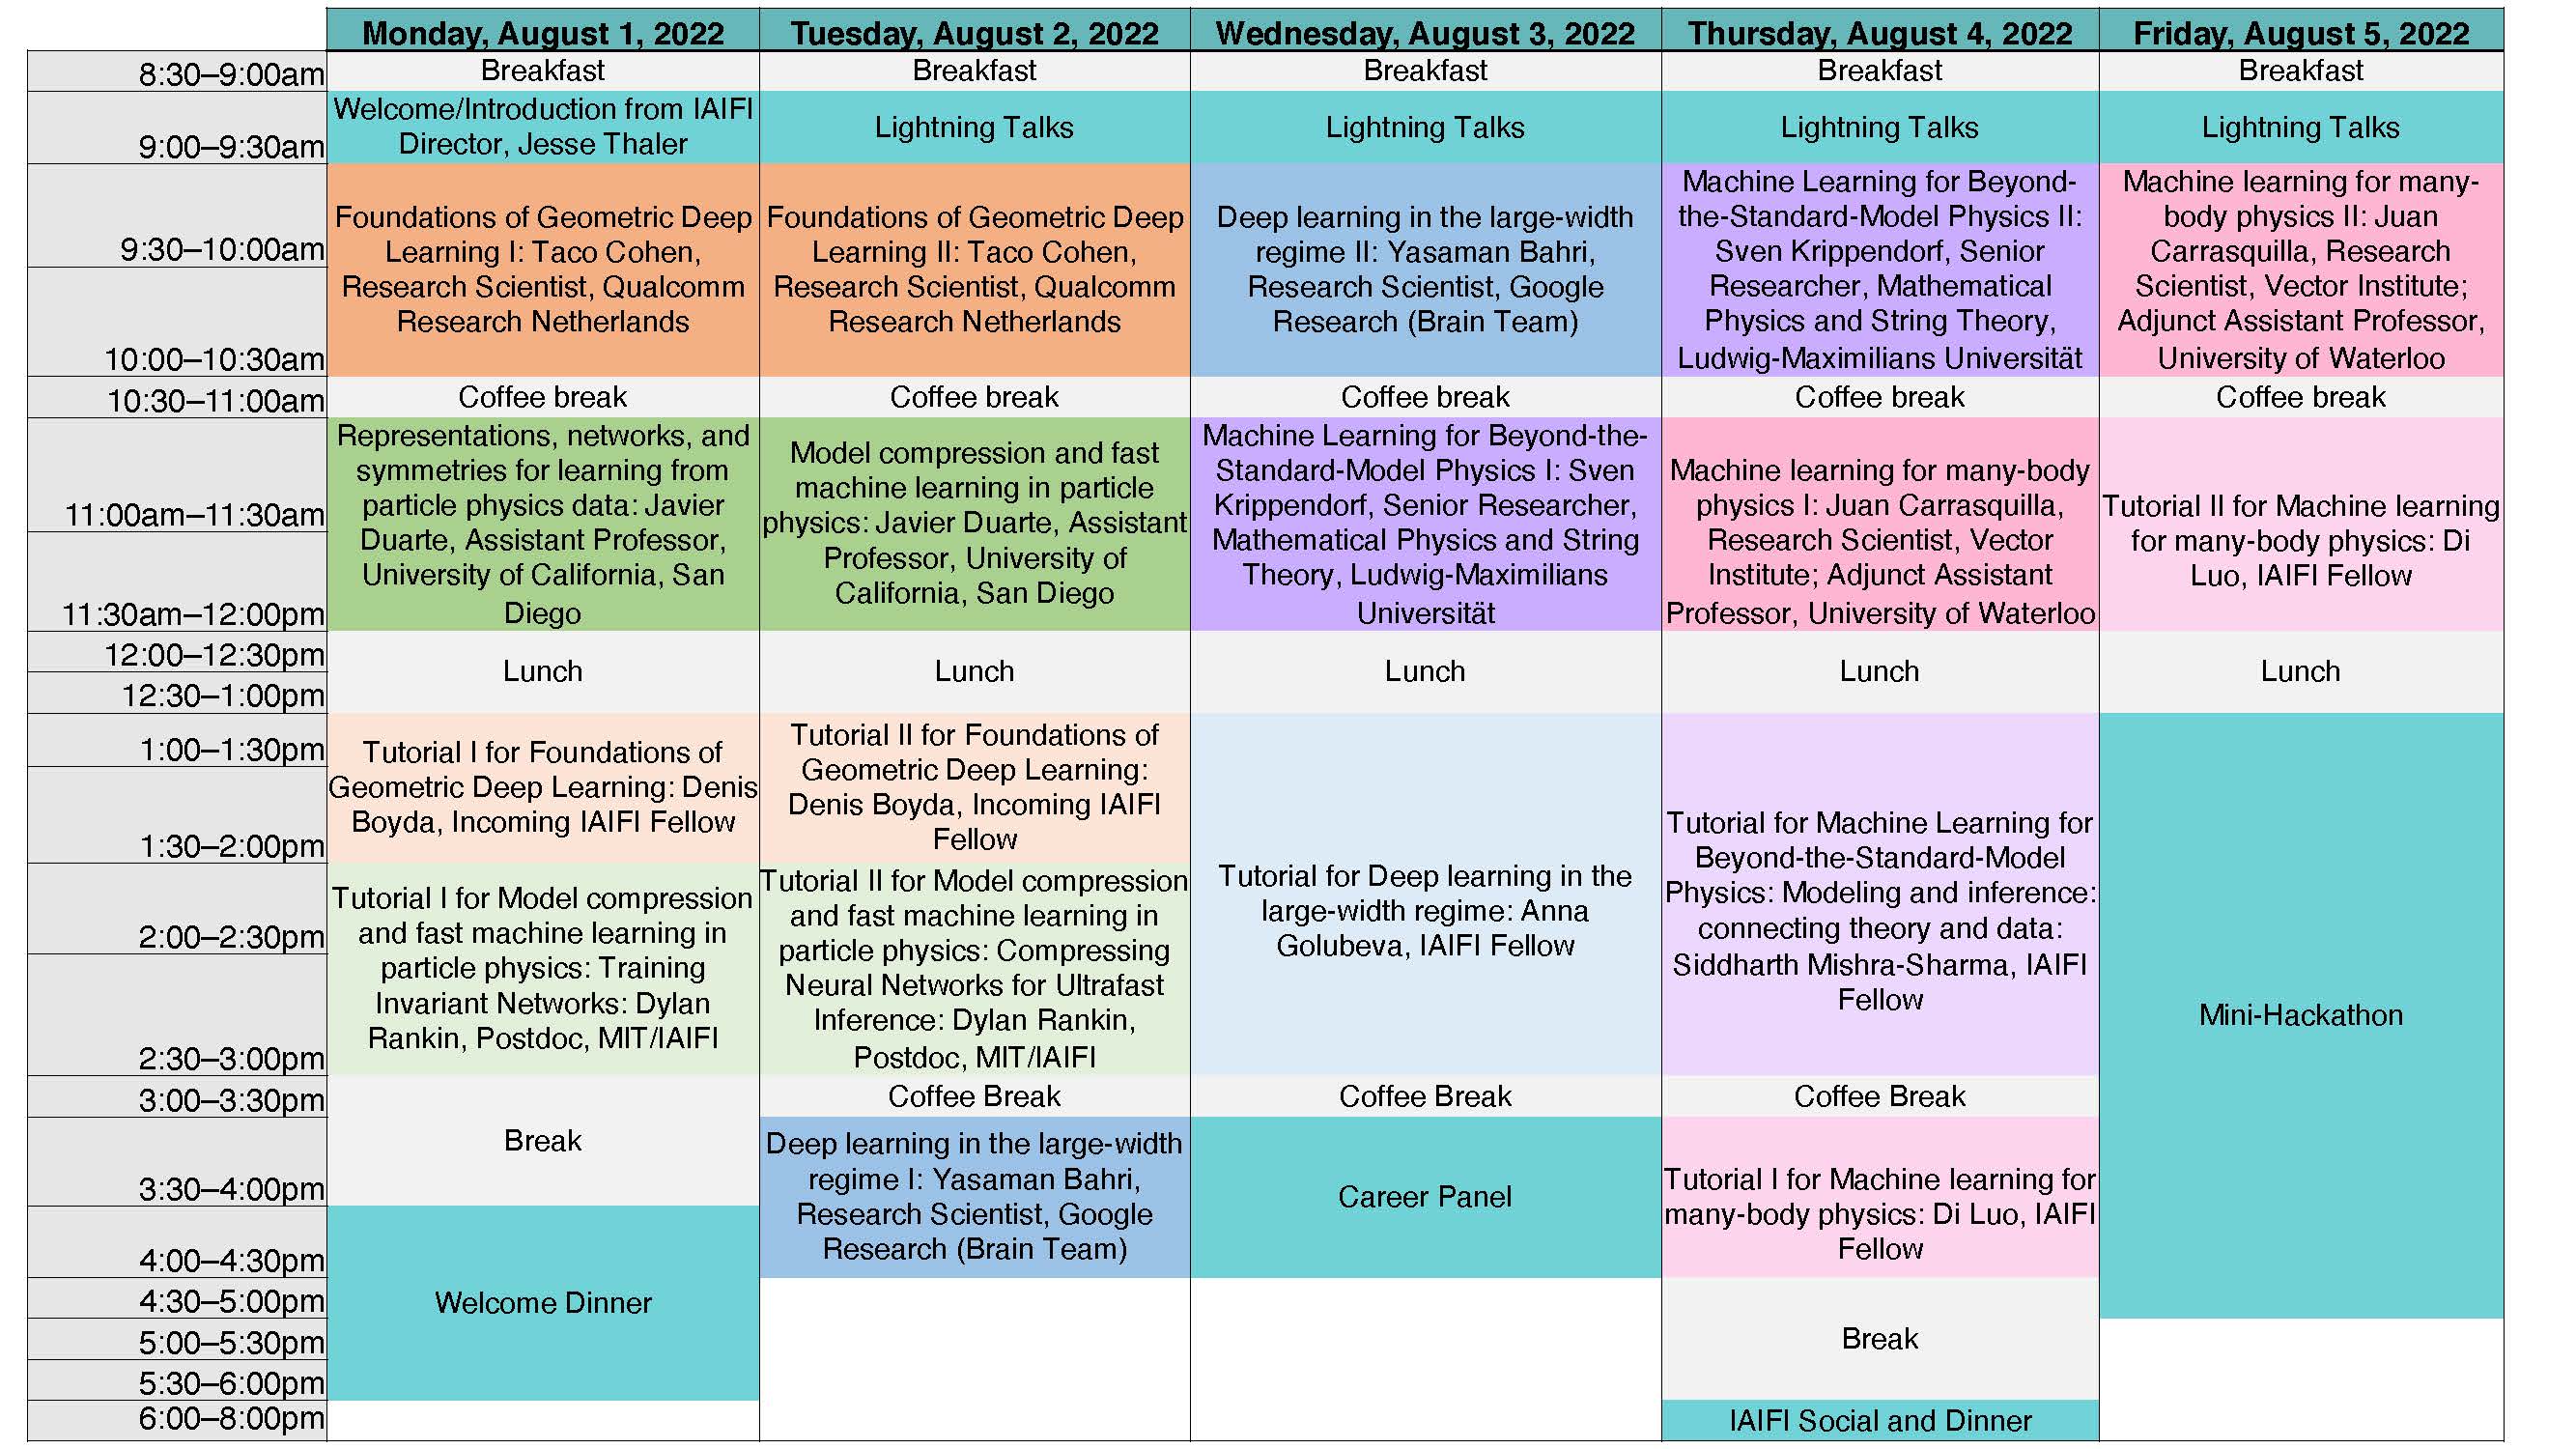 Monday, August 1, 2022
Tuesday, August 2, 2022
Wednesday, August 3, 2022
Thursday, August 4, 2022
Friday, August 5, 2022
8:30–9:00am
Breakfast
Breakfast
Breakfast
Breakfast
Breakfast
9:00–9:30am
Welcome/Introduction from IAIFI
Director, Jesse Thaler
Lightning Talks
Lightning Talks
Lightning Talks
Lightning Talks
9:30–10:00am
10:00–10:30am
Foundations of Geometric Deep
Learning I: Taco Cohen,
Research Scientist, Qualcomm
Research Netherlands
Foundations of Geometric Deep
Learning II: Taco Cohen,
Research Scientist, Qualcomm
Research Netherlands
Deep learning in the large-width
regime II: Yasaman Bahri,
Research Scientist, Google
Research (Brain Team)
Machine Learning for Beyond-
the-Standard-Model Physics II:
Sven Krippendorf, Senior
Researcher, Mathematical
Physics and String Theory,
Ludwig-Maximilians Universität
Machine learning for many-
body physics II: Juan
Carrasquilla, Research
Scientist, Vector Institute;
Adjunct Assistant Professor,
University of Waterloo
10:30–11:00am
Coffee break
Coffee break
Coffee break
Coffee break
Coffee break
11:00am–11:30am
11:30am–12:00pm
Representations, networks, and
symmetries for learning from
particle physics data: Javier
Duarte, Assistant Professor,
University of California, San
Diego
Model compression and fast
machine learning in particle
physics: Javier Duarte, Assistant
Professor, University of
California, San Diego
Machine Learning for Beyond-the-
Standard-Model Physics I: Sven
Krippendorf, Senior Researcher,
Mathematical Physics and String
Theory, Ludwig-Maximilians
Universität
Machine learning for many-body
physics I: Juan Carrasquilla,
Research Scientist, Vector
Institute; Adjunct Assistant
Professor, University of Waterloo
Tutorial II for Machine learning
for many-body physics: Di
Luo, IAIFI Fellow
12:00–12:30pm
12:30–1:00pm
Lunch
Lunch
Lunch
Lunch
Lunch
1:00–1:30pm
1:30–2:00pm
Tutorial I for Foundations of
Geometric Deep Learning: Denis
Boyda, Incoming IAIFI Fellow
Tutorial II for Foundations of
Geometric Deep Learning:
Denis Boyda, Incoming IAIFI
Fellow
2:00–2:30pm
2:30–3:00pm
Tutorial I for Model compression
and fast machine learning in
particle physics: Training
Invariant Networks: Dylan
Rankin, Postdoc, MIT/IAIFI
Tutorial II for Model compression
and fast machine learning in
particle physics: Compressing
Neural Networks for Ultrafast
Inference: Dylan Rankin,
Postdoc, MIT/IAIFI
Tutorial for Deep learning in the
large-width regime: Anna
Golubeva, IAIFI Fellow
Tutorial for Machine Learning for
Beyond-the-Standard-Model
Physics: Modeling and inference:
connecting theory and data:
Siddharth Mishra-Sharma, IAIFI
Fellow
Mini-Hackathon
3:00–3:30pm
Break
Coffee Break
Coffee Break
Coffee Break
3:30–4:00pm
4:00–4:30pm
Deep learning in the large-width
regime I: Yasaman Bahri,
Research Scientist, Google
Research (Brain Team)
Career Panel
Tutorial I for Machine learning for
many-body physics: Di Luo, IAIFI
Fellow
4:30–5:00pm
Welcome Dinner
5:00–5:30pm
Break
5:30–6:00pm
6:00–8:00pm
IAIFI Social and Dinner